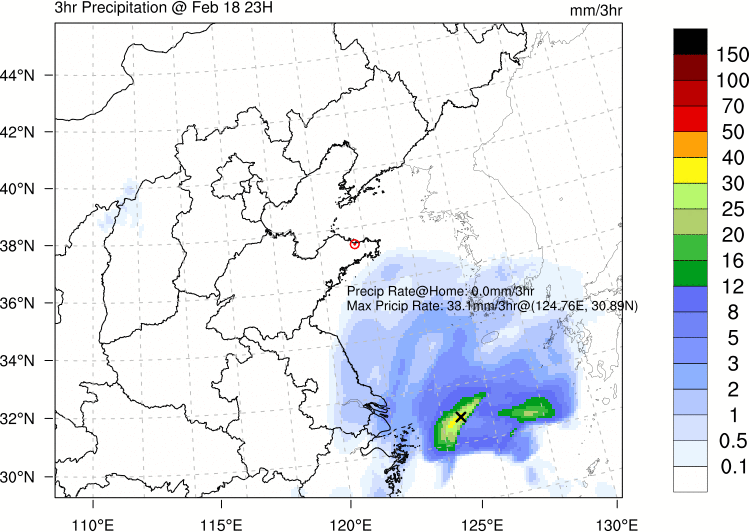 3hr Precipitation @ Feb 18 23H
mm/3hr
44°N
42°N
40°N
38°N
36°N
34°N
32°N
30°N
Precip Rate@Home: 0.0mm/3hr
Max Pricip Rate: 33.1mm/3hr@(124.76E, 30.89N)
110°E 115°E 120°E 125°E 130°E
150
100
70
50
40
30
25
20
16
12
8
5
3
2
1
0.5
0.1